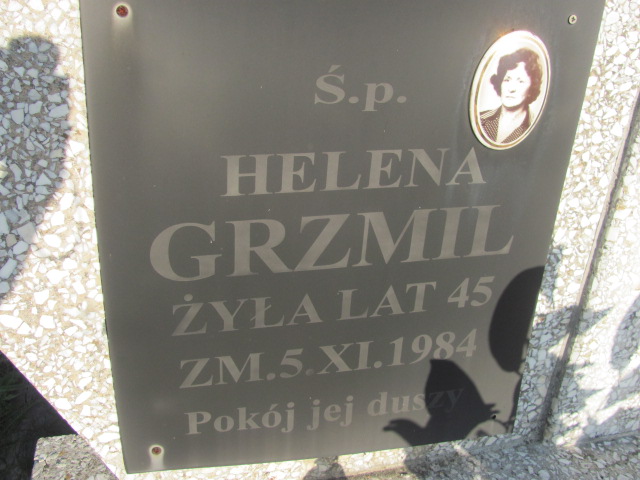 Ś.p.
HELENA
GRZMIL
ŻYŁA LAT 45
ZM.5.XI.1984
Pokój jej duszy